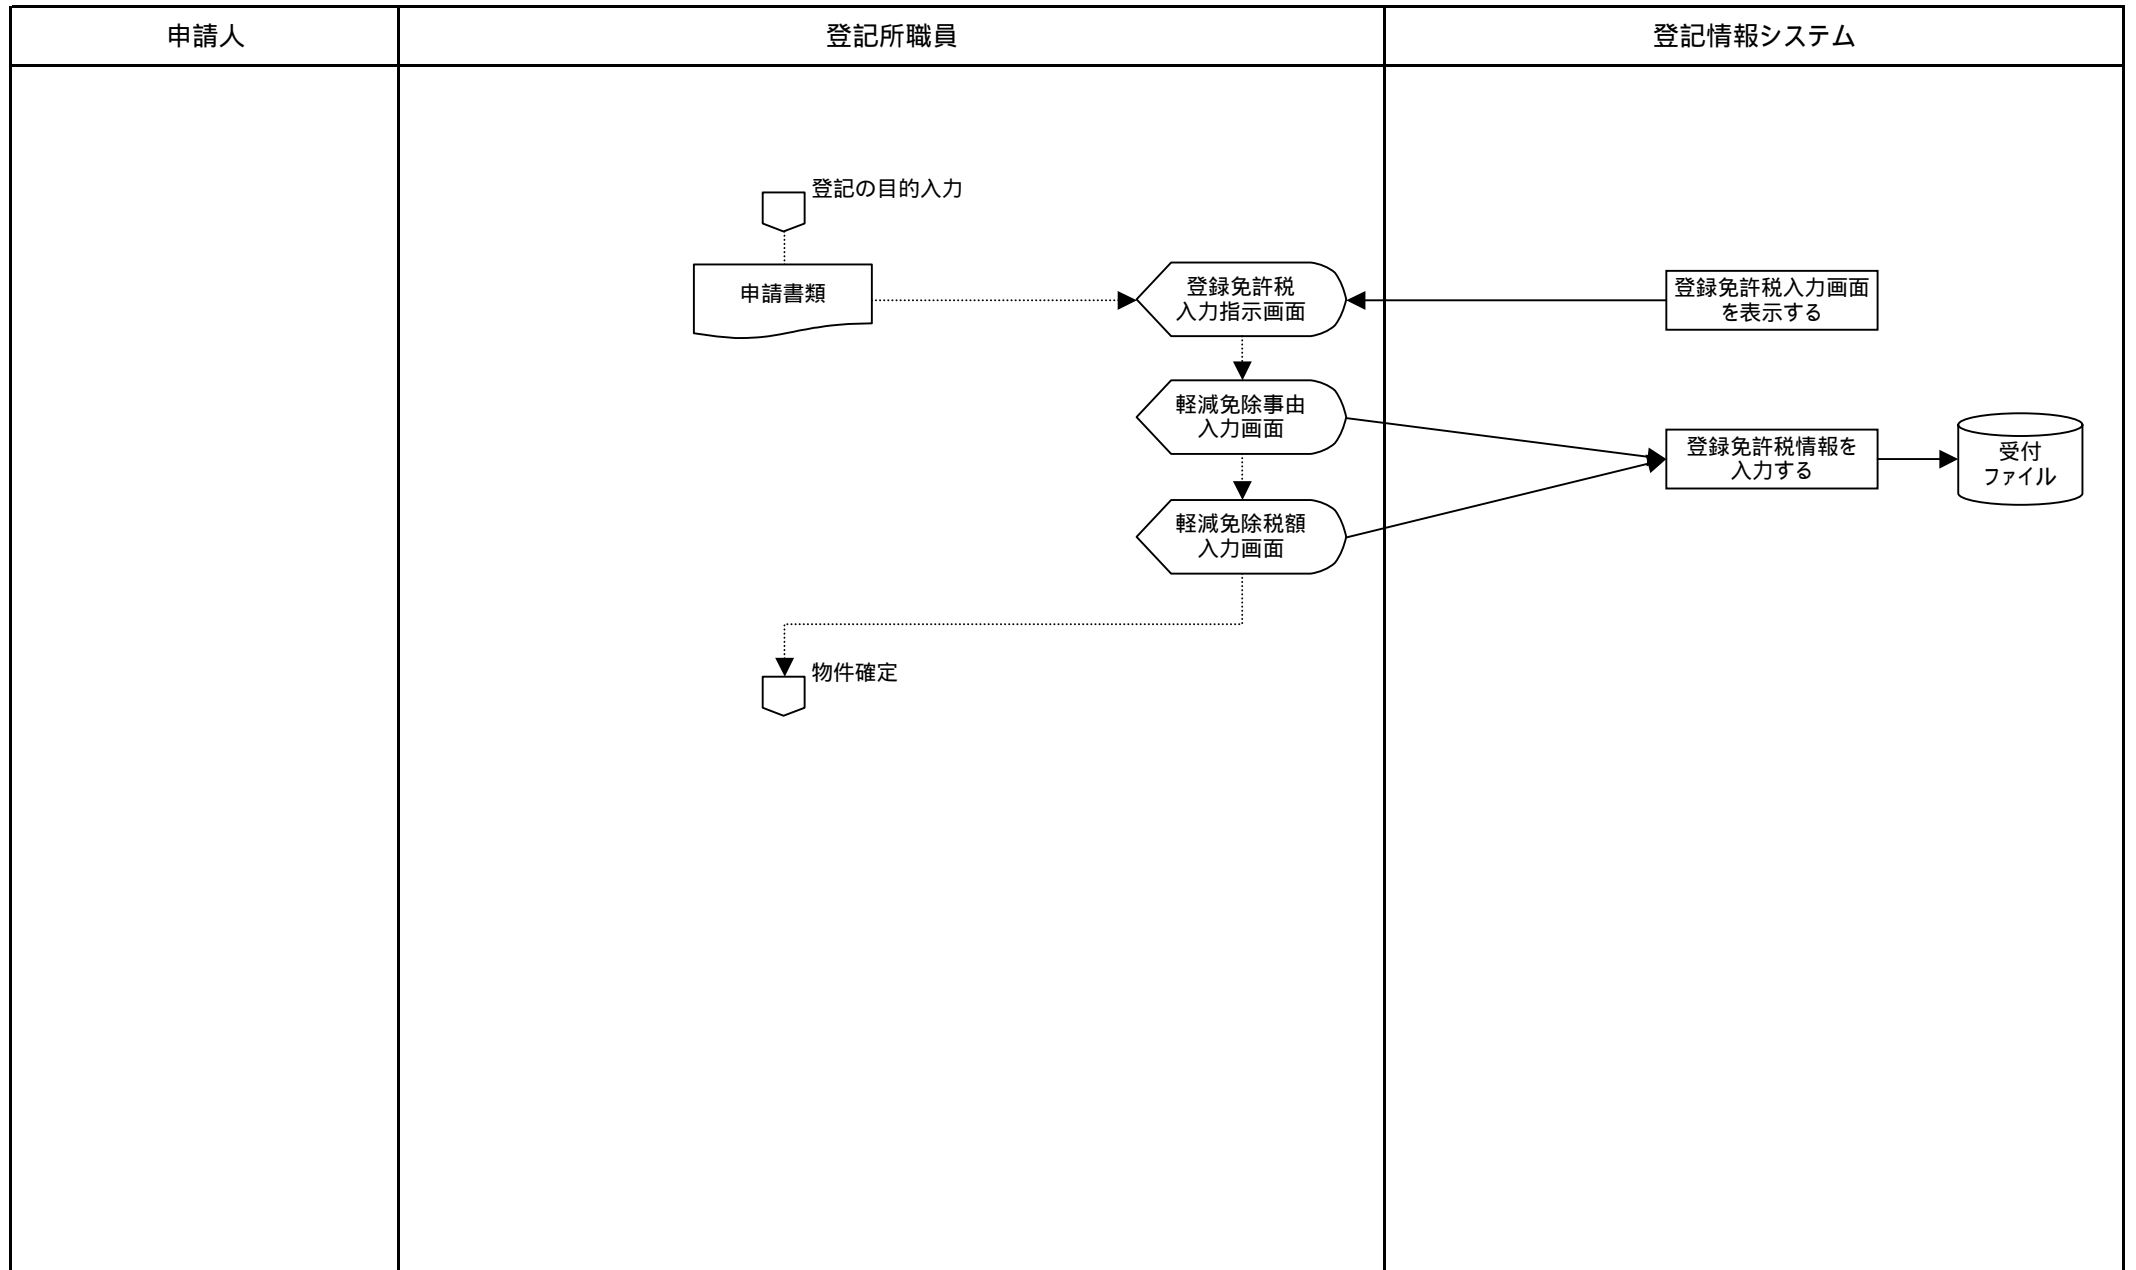 申請人
登記所職員
登記情報システム
登記の目的入力
申請書類
登録免許税
入力指示画面
登録免許税入力画面
を表示する
軽減免除事由
入力画面
登録免許税情報を
入力する
受付
ファイル
軽減免除税額
入力画面
物件確定